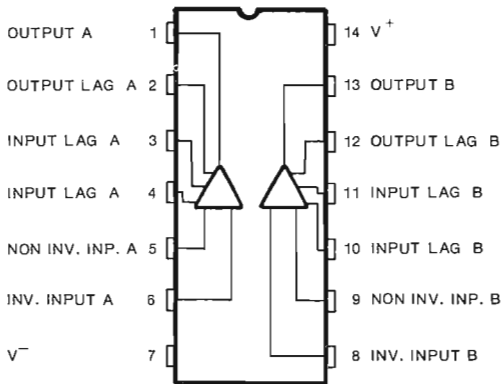 OUTPUT A 1 14 V+
OUTPUT LAG A 2 13 OUTPUT B
INPUT LAG A 3 12 OUTPUT LAG B
INPUT LAG A 4 11 INPUT LAG B
NON INV. INP. A 5 10 INPUT LAG B
INV. INPUT A 6 9 NON INV. INP. B
V− 7 8 INV. INPUT B